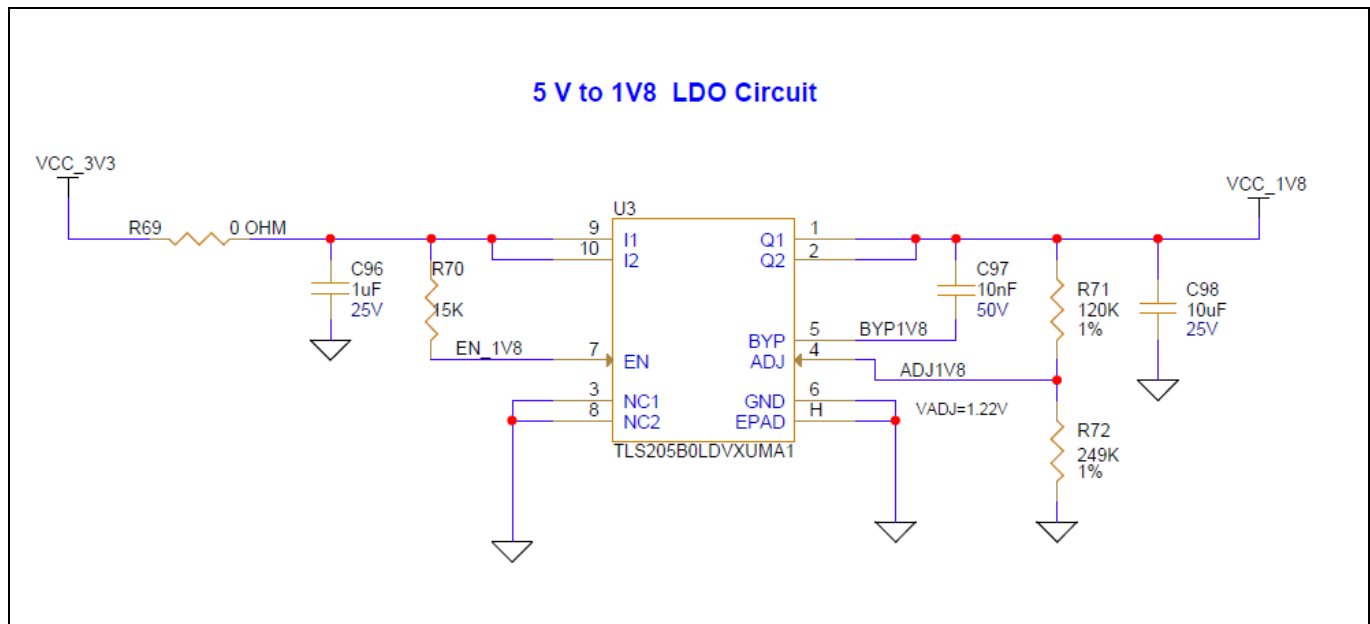 5 V to 1V8 LDO Circuit
VCC_3V3
VCC_1V8
R69
0 OHM
C96
1uF
25V
R70
15K
EN_1V8
U3
9
10
7
3
8
I1
I2
EN
NC1
NC2
Q1
Q2
BYP
ADJ
GND
EPAD
1
2
5
4
6
H
TLS205B0LDVXUMA1
BYP1V8
ADJ1V8
VADJ=1.22V
C97
10nF
50V
R71
120K
1%
C98
10uF
25V
R72
249K
1%